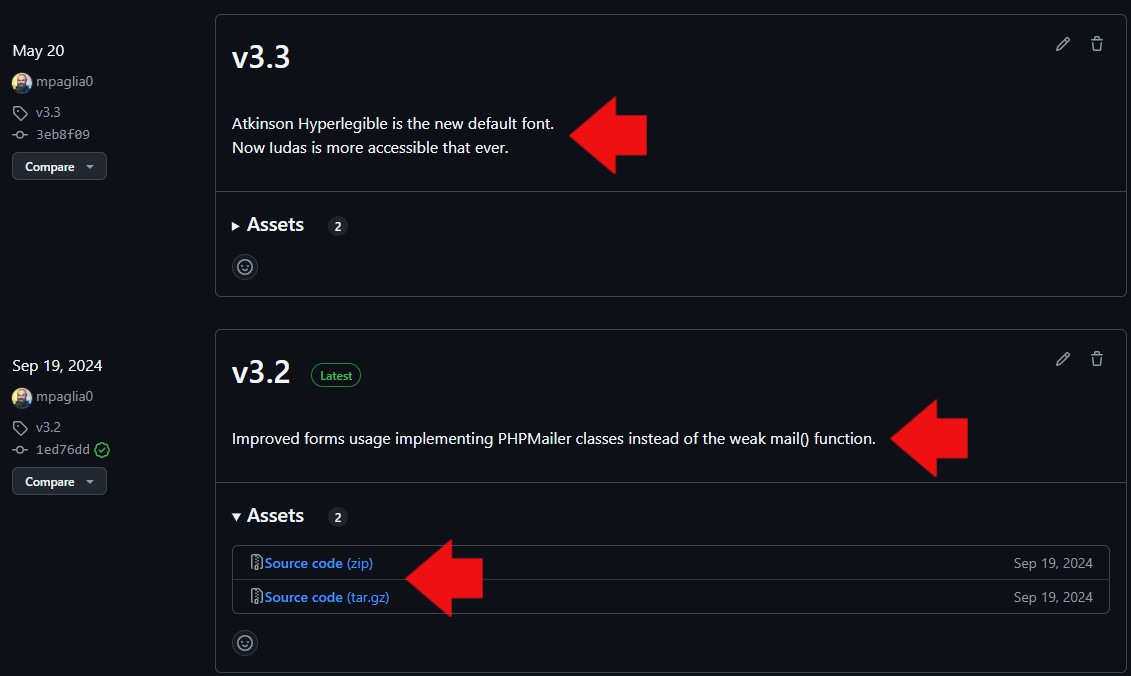 May 20
mpaglia0
v3.3
3eb8f09
Compare
v3.3
Atkinson Hyperlegible is the new default font.
Now Iudas is more accessible that ever.
Assets 2
Sep 19, 2024
mpaglia0
v3.2
1ed76dd
Compare
v3.2 Latest
Improved forms usage implementing PHPMailer classes instead of the weak mail() function.
Assets 2
Source code (zip) Sep 19, 2024
Source code (tar.gz) Sep 19, 2024